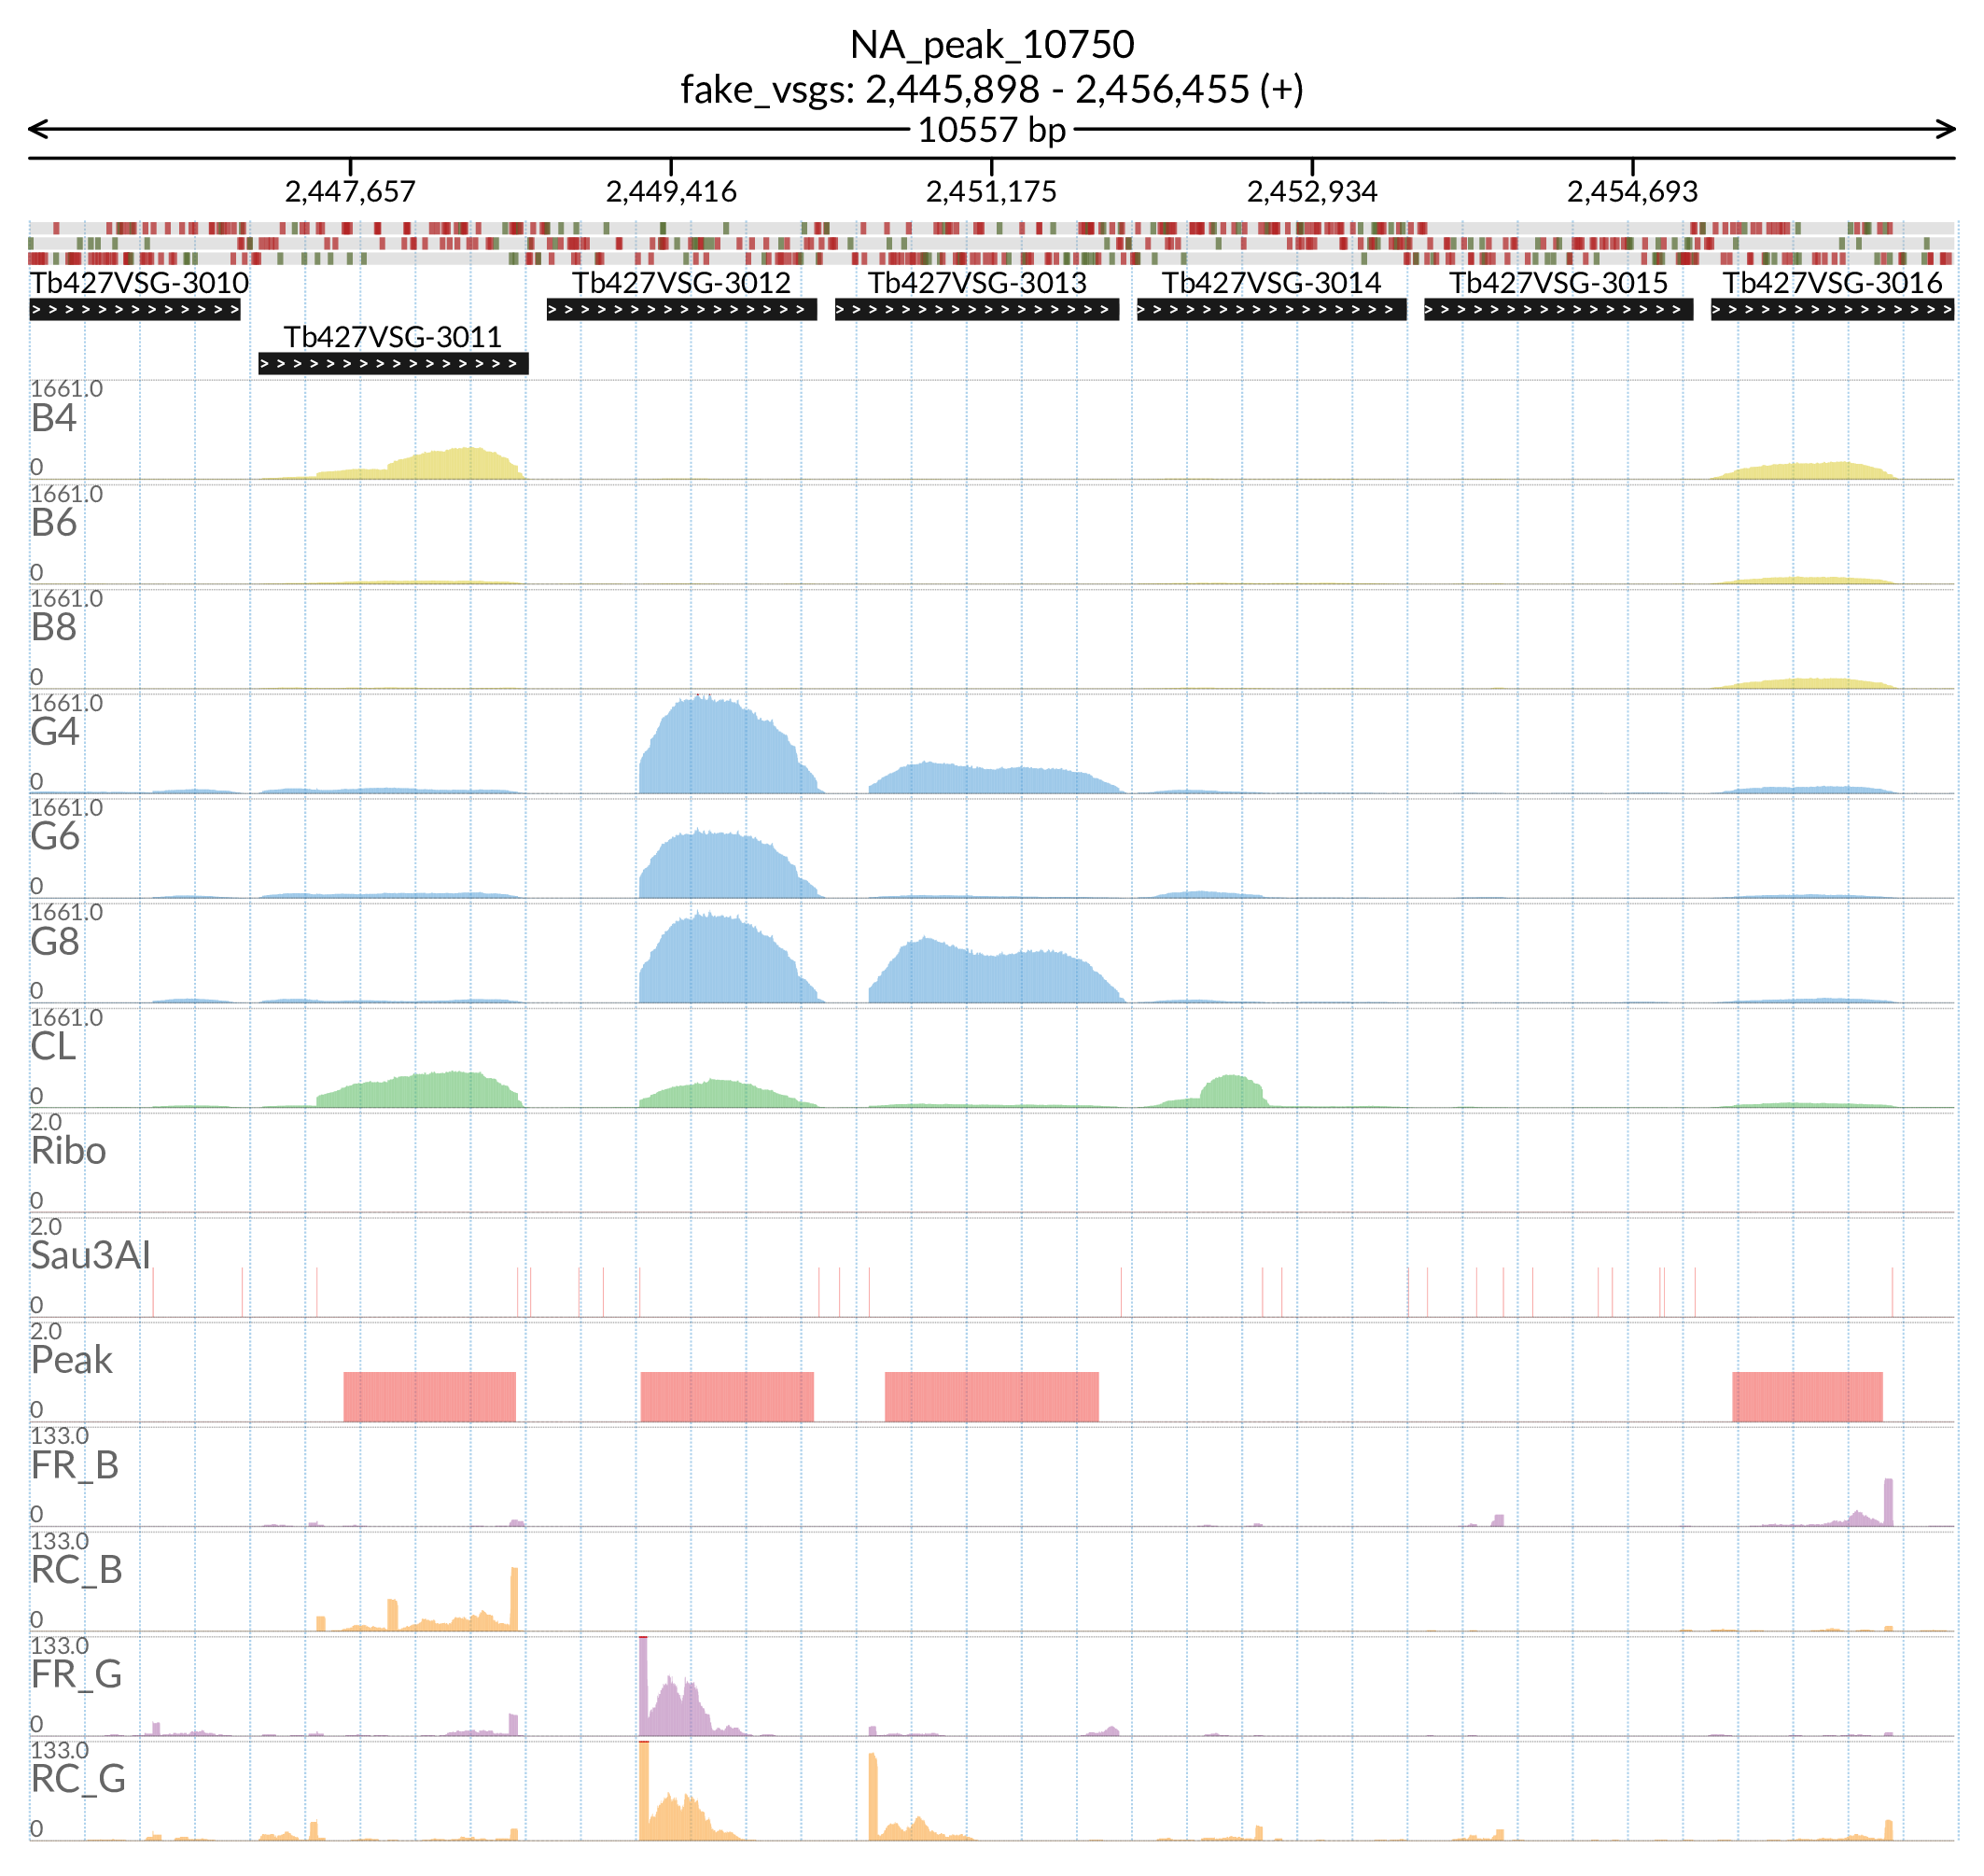 NA_peak_10750
fake_vsgs: 2,445,898 - 2,456,455 (+)
10557 bp
2,447,657 2,449,416 2,451,175 2,452,934 2,454,693
Tb427VSG-3010 Tb427VSG-3012 Tb427VSG-3013 Tb427VSG-3014 Tb427VSG-3015 Tb427VSG-3016
Tb427VSG-3011
1661.0
B4
0
1661.0
B6
0
1661.0
B8
0
1661.0
G4
0
1661.0
G6
0
1661.0
G8
0
1661.0
CL
0
2.0
Ribo
0
2.0
Sau3AI
0
2.0
Peak
0
133.0
FR_B
0
133.0
RC_B
0
133.0
FR_G
0
133.0
RC_G
0